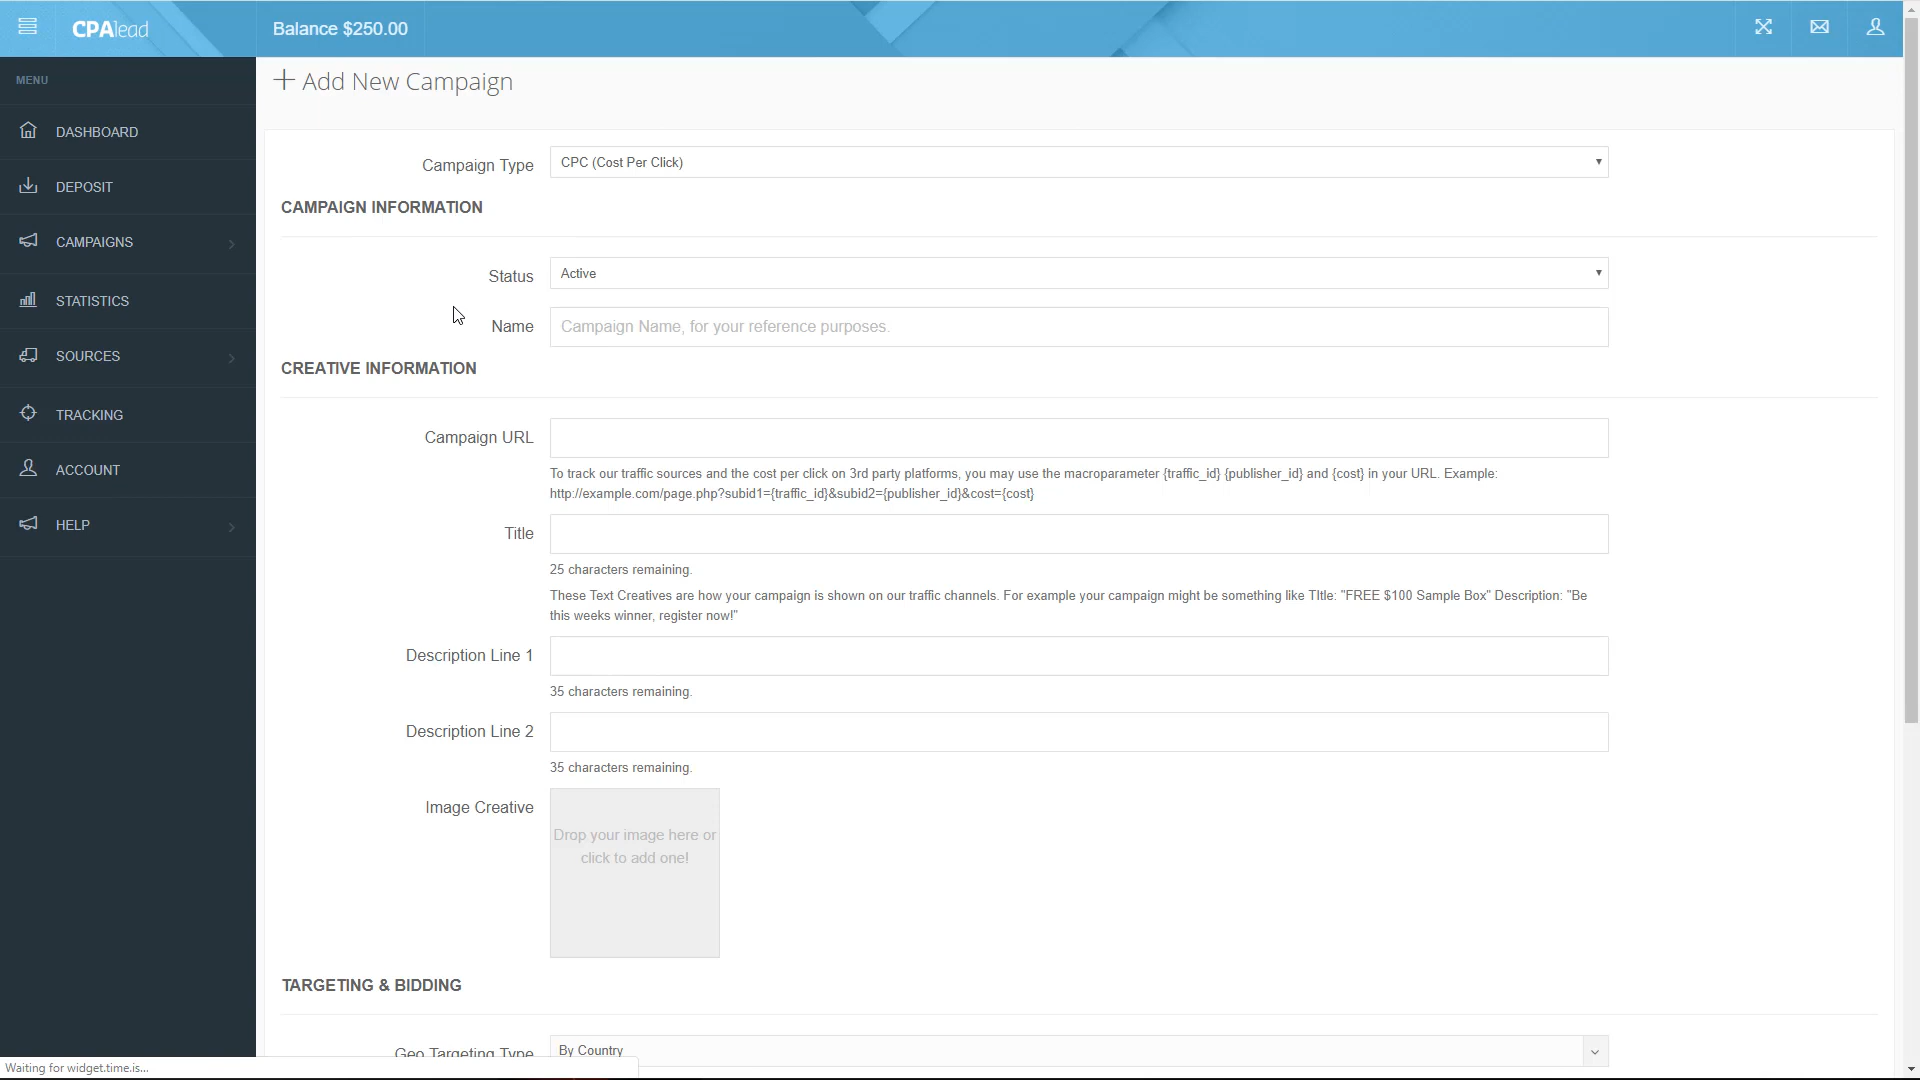 CPAlead
Balance $250.00
MENU
Add New Campaign
DASHBOARD
DEPOSIT
CAMPAIGNS
STATISTICS
SOURCES
TRACKING
ACCOUNT
HELP
Campaign Type
CPC (Cost Per Click)
CAMPAIGN INFORMATION
Status
Active
Name
Campaign Name, for your reference purposes.
CREATIVE INFORMATION
Campaign URL
To track our traffic sources and the cost per click on 3rd party platforms, you may use the macroparameter {traffic_id} {publisher_id} and {cost} in your URL. Example:
http://example.com/page.php?subid1={traffic_id}&subid2={publisher_id}&cost={cost}
Title
25 characters remaining.
These Text Creatives are how your campaign is shown on our traffic channels. For example your campaign might be something like TItle: "FREE $100 Sample Box" Description: "Be
this weeks winner, register now!"
Description Line 1
35 characters remaining.
Description Line 2
35 characters remaining.
Image Creative
Drop your image here or
click to add one!
TARGETING & BIDDING
Geo Targeting Type
By Country
Waiting for widget.time.is...